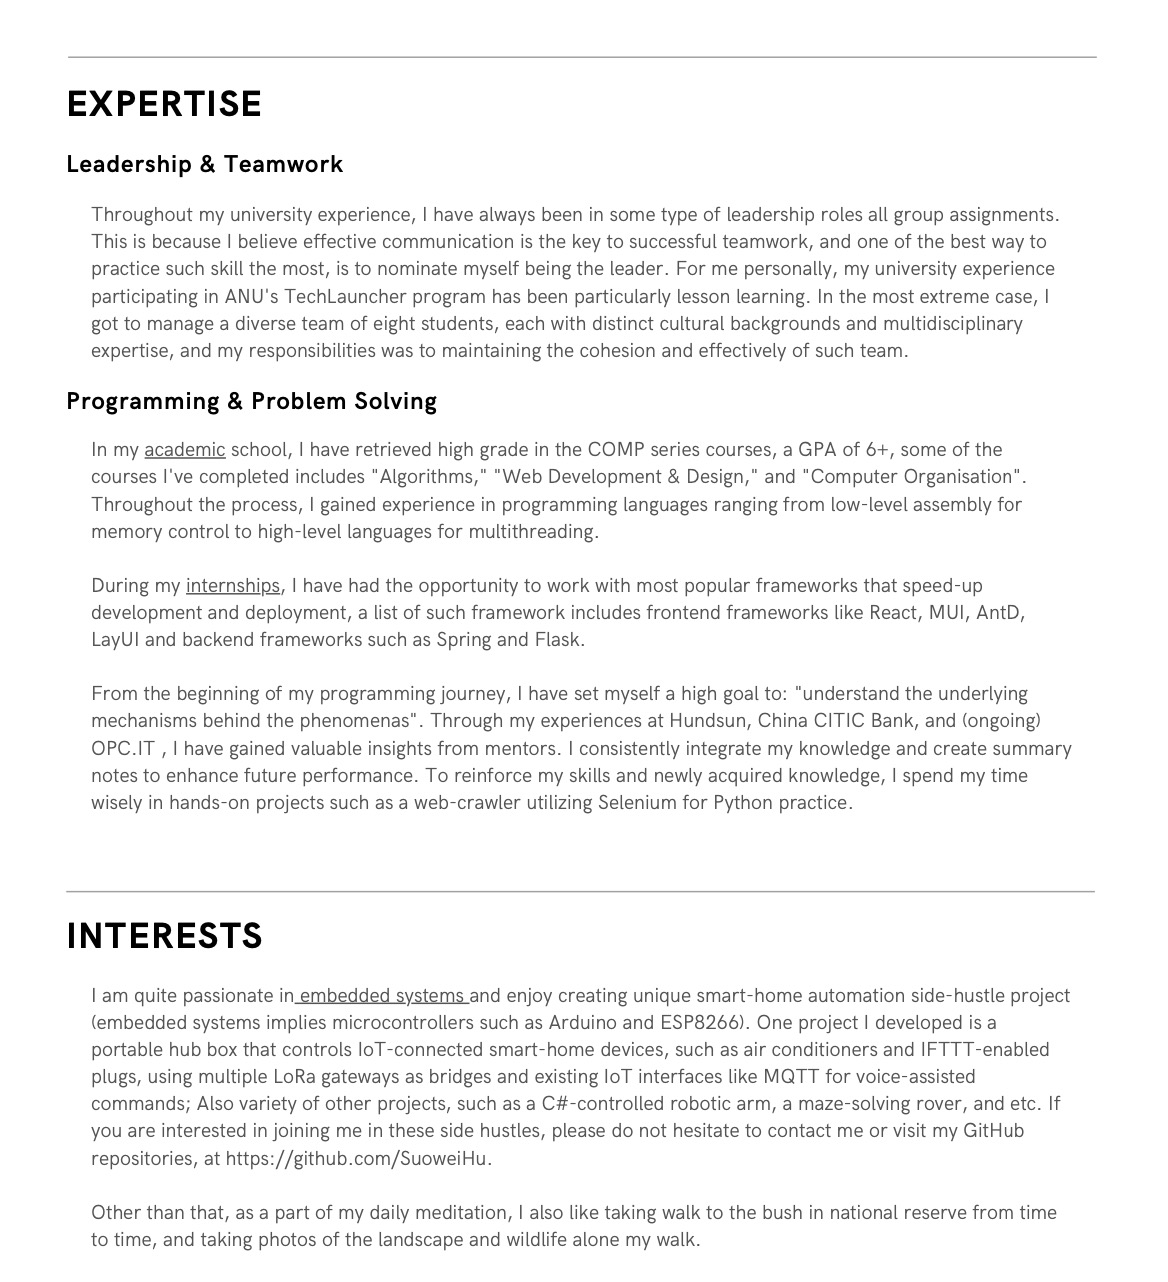 EXPERTISE
Leadership & Teamwork
Throughout my university experience, I have always been in some type of leadership roles all group assignments.
This is because I believe effective communication is the key to successful teamwork, and one of the best way to
practice such skill the most, is to nominate myself being the leader. For me personally, my university experience
participating in ANU's TechLauncher program has been particularly lesson learning. In the most extreme case, I
got to manage a diverse team of eight students, each with distinct cultural backgrounds and multidisciplinary
expertise, and my responsibilities was to maintaining the cohesion and effectively of such team.
Programming & Problem Solving
In my academic school, I have retrieved high grade in the COMP series courses, a GPA of 6+, some of the
courses I've completed includes "Algorithms," "Web Development & Design," and "Computer Organisation".
Throughout the process, I gained experience in programming languages ranging from low-level assembly for
memory control to high-level languages for multithreading.
During my internships, I have had the opportunity to work with most popular frameworks that speed-up
development and deployment, a list of such framework includes frontend frameworks like React, MUI, AntD,
LayUI and backend frameworks such as Spring and Flask.
From the beginning of my programming journey, I have set myself a high goal to: "understand the underlying
mechanisms behind the phenomenas". Through my experiences at Hundsun, China CITIC Bank, and (ongoing)
OPC.IT , I have gained valuable insights from mentors. I consistently integrate my knowledge and create summary
notes to enhance future performance. To reinforce my skills and newly acquired knowledge, I spend my time
wisely in hands-on projects such as a web-crawler utilizing Selenium for Python practice.
INTERESTS
I am quite passionate in embedded systems and enjoy creating unique smart-home automation side-hustle project
(embedded systems implies microcontrollers such as Arduino and ESP8266). One project I developed is a
portable hub box that controls IoT-connected smart-home devices, such as air conditioners and IFTTT-enabled
plugs, using multiple LoRa gateways as bridges and existing IoT interfaces like MQTT for voice-assisted
commands; Also variety of other projects, such as a C#-controlled robotic arm, a maze-solving rover, and etc. If
you are interested in joining me in these side hustles, please do not hesitate to contact me or visit my GitHub
repositories, at https://github.com/SuoweiHu.
Other than that, as a part of my daily meditation, I also like taking walk to the bush in national reserve from time
to time, and taking photos of the landscape and wildlife alone my walk.